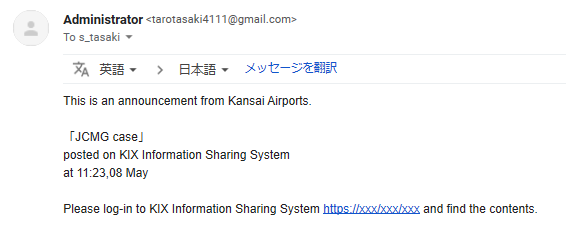 Administrator <tarotasaki4111@gmail.com>
To s_tasaki
英語 日本語 メッセージを翻訳
This is an announcement from Kansai Airports.
「JCMG case」
posted on KIX Information Sharing System
at 11:23,08 May
Please log-in to KIX Information Sharing System https://xxx/xxx/xxx and find the contents.